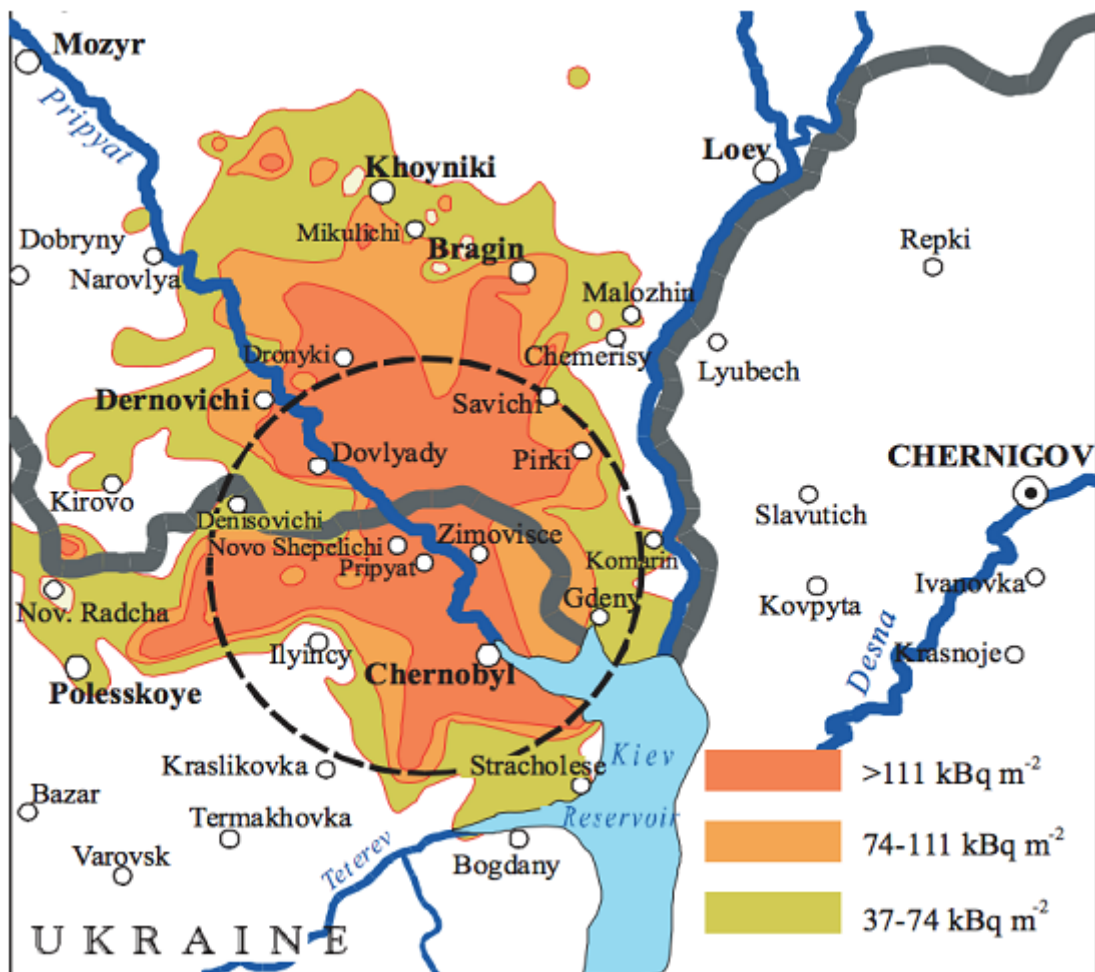 Mozyr
Pripyat
Loev
Khoyniki
Mikulichi
Dobryny
Bragin
Repki
Narovlya
Malozhin
Dronyki
Chemerisy
Lyubech
Dernovichi
Savichi
Dovlyady
Pirki
CHERNIGOV
Kirovo
Denisovichi
Slavutich
Novo Shepelichi
Zimovisce
Pripyat
Komarin
Nov. Radcha
Gdeny
Kovpyta
Ivanovka
Ilyincy
Chernobyl
Krasnoje
Desna
Polesskoye
Kraslikovka
Stracholese
Kiev
Reservoir
>111 kBq m-2
Bazar
Termakhovka
74-111 kBq m-2
Varovsk
Teterev
Bogdany
37-74 kBq m-2
UKRAINE